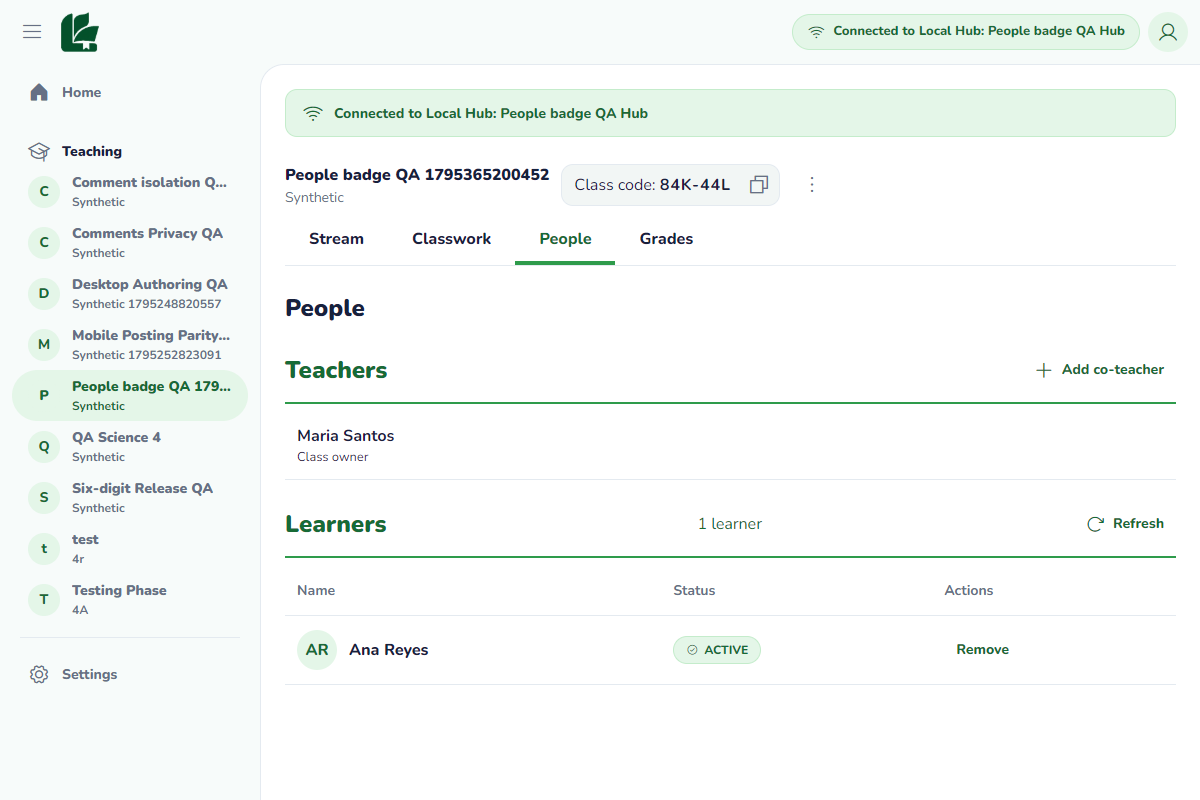 Connected to Local Hub: People badge QA Hub
Home
Teaching
C
Comment isolation Q...
Synthetic
C
Comments Privacy QA
Synthetic
D
Desktop Authoring QA
Synthetic 1795248820557
M
Mobile Posting Parity...
Synthetic 1795252823091
P
People badge QA 179...
Synthetic
Q
QA Science 4
Synthetic
S
Six-digit Release QA
Synthetic
t
test
4r
T
Testing Phase
4A
Settings
Connected to Local Hub: People badge QA Hub
People badge QA 1795365200452
Synthetic
Class code: 84K-44L
Stream Classwork People Grades
People
Teachers
Add co-teacher
Maria Santos
Class owner
Learners 1 learner Refresh
Name Status Actions
AR Ana Reyes ACTIVE Remove